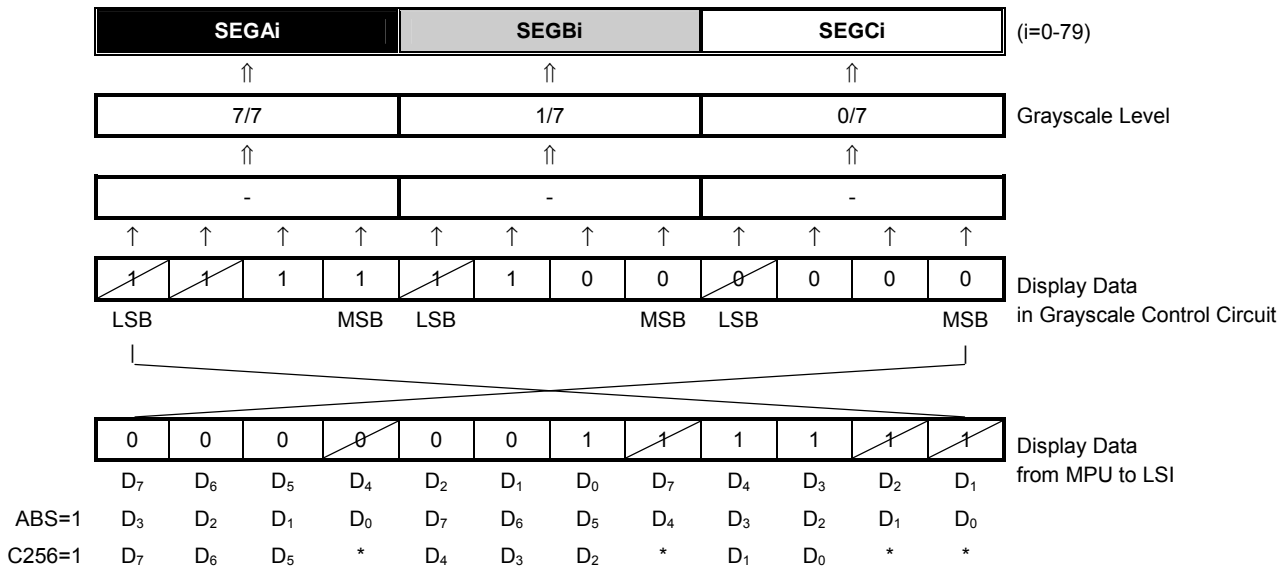 SEGAi SEGBi SEGCi (i=0-79)
⇑ ⇑ ⇑
7/7 1/7 0/7 Grayscale Level
⇑ ⇑ ⇑
- - -
↑ ↑ ↑ ↑ ↑ ↑ ↑ ↑ ↑ ↑ ↑ ↑
1 1 1 1 1 1 0 0 0 0 0 0 Display Data
LSB MSB LSB MSB LSB MSB in Grayscale Control Circuit
0 0 0 0 0 0 1 1 1 1 1 1 Display Data
D₇ D₆ D₅ D₄ D₂ D₁ D₀ D₇ D₄ D₃ D₂ D₁ from MPU to LSI
ABS=1 D₃ D₂ D₁ D₀ D₇ D₆ D₅ D₄ D₃ D₂ D₁ D₀
C256=1 D₇ D₆ D₅ * D₄ D₃ D₂ * D₁ D₀ * *